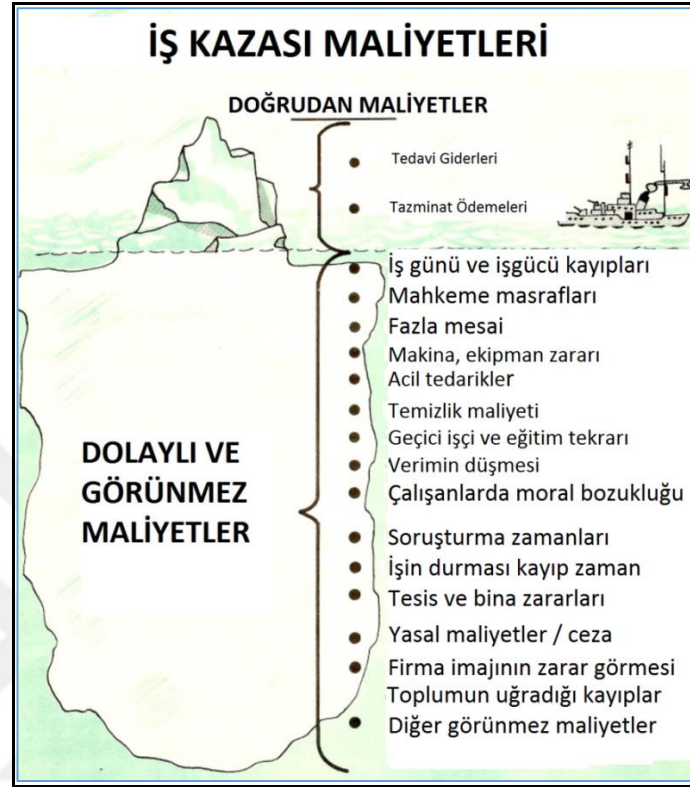 İŞ KAZASI MALİYETLERİ
DOĞRUDAN MALİYETLER
Tedavi Giderleri
Tazminat Ödemeleri
İş günü ve işgücü kayıpları
Mahkeme masrafları
Fazla mesai
Makina, ekipman zararı
Acil tedarikler
Temizlik maliyeti
Geçici işçi ve eğitim tekrarı
Verimin düşmesi
Çalışanlarda moral bozukluğu
DOLAYLI VE
GÖRÜNMEZ
MALİYETLER
Soruşturma zamanları
İşin durması kayıp zaman
Tesis ve bina zararları
Yasal maliyetler / ceza
Firma imajının zarar görmesi
Toplumun uğradığı kayıplar
Diğer görünmez maliyetler